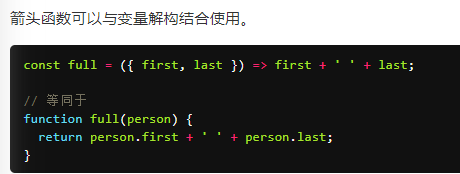 箭头函数可以与变量解构结合使用。
const full = ({ first, last }) => first + ' ' + last;
// 等同于
function full(person) {
  return person.first + ' ' + person.last;
}